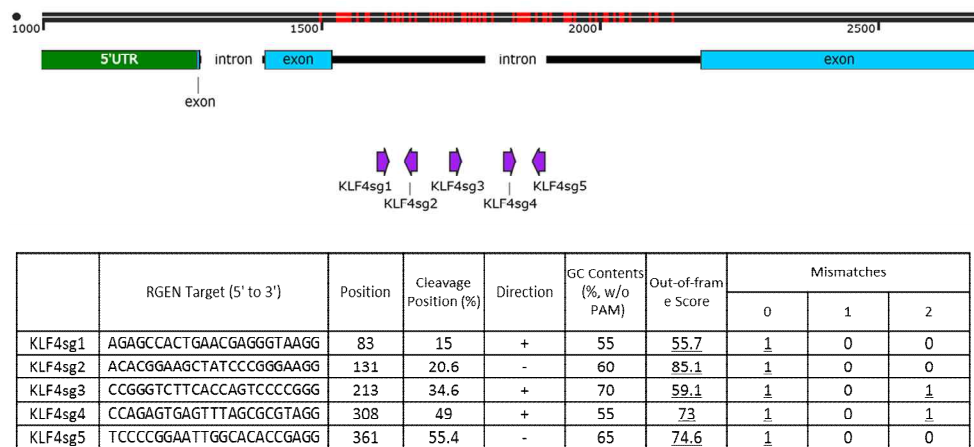 1000 1500 2000 2500
5'UTR intron exon intron exon
exon
KLF4sg1 KLF4sg3 KLF4sg5
KLF4sg2 KLF4sg4
RGEN Target (5' to 3') Position Cleavage Position (%) Direction GC Contents (%, w/o PAM) Out-of-fram e Score Mismatches
0 1 2
KLF4sg1 AGAGCCACTGAACGAGGGTAAGG 83 15 + 55 55.7 1 0 0
KLF4sg2 ACACGGAAGCTATCCCGGGAAGG 131 20.6 - 60 85.1 1 0 0
KLF4sg3 CCGGGTCTTCACCAGTCCCCGGG 213 34.6 + 70 59.1 1 0 1
KLF4sg4 CCAGAGTGAGTTTAGCGCGTAGG 308 49 + 55 73 1 0 1
KLF4sg5 TCCCCGGAATTGGCACACCGAGG 361 55.4 - 65 74.6 1 0 0